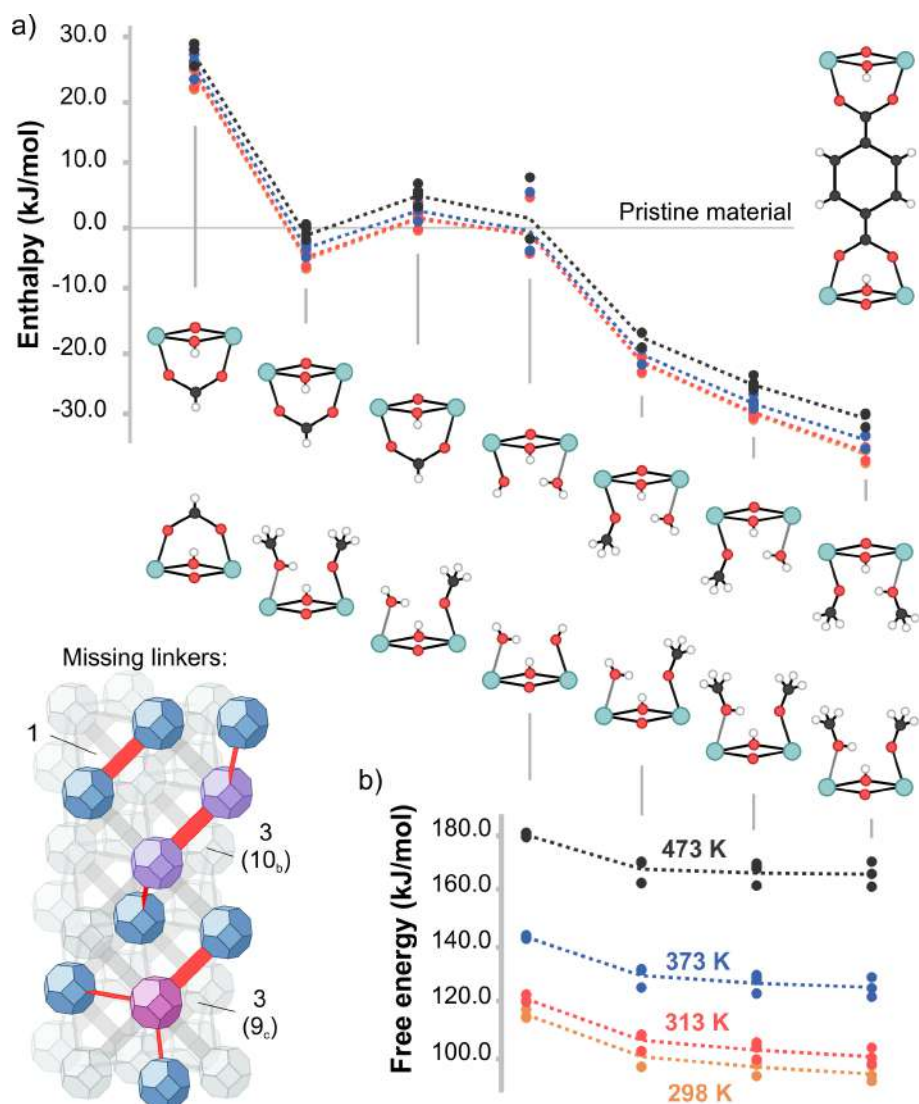 a)
Enthalpy (kJ/mol)
30.0
20.0
10.0
0.0
-10.0
-20.0
-30.0
Pristine material
Missing linkers:
1
3
(10b)
3
(9c)
b)
Free energy (kJ/mol)
180.0
160.0
140.0
120.0
100.0
473 K
373 K
313 K
298 K